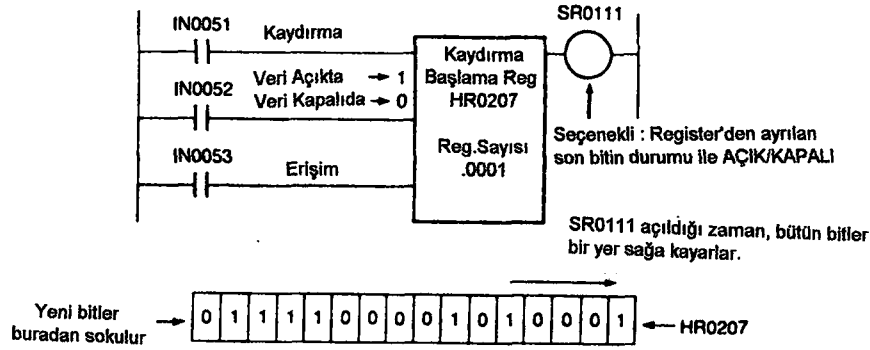 SR0111
IN0051
Kaydırma
Kaydırma
Başlama Reg
HR0207
Reg.Sayısı
.0001
Veri Açıkta → 1
IN0052
Veri Kapalıda → 0
Seçenekli : Register'den ayrılan
son bitin durumu ile AÇIK/KAPALI
IN0053
Erişim
SR0111 açıldığı zaman, bütün bitler
bir yer sağa kayarlar.
Yeni bitler
buradan sokulur
0 1 1 1 1 0 0 0 0 1 0 1 0 0 0 1
HR0207